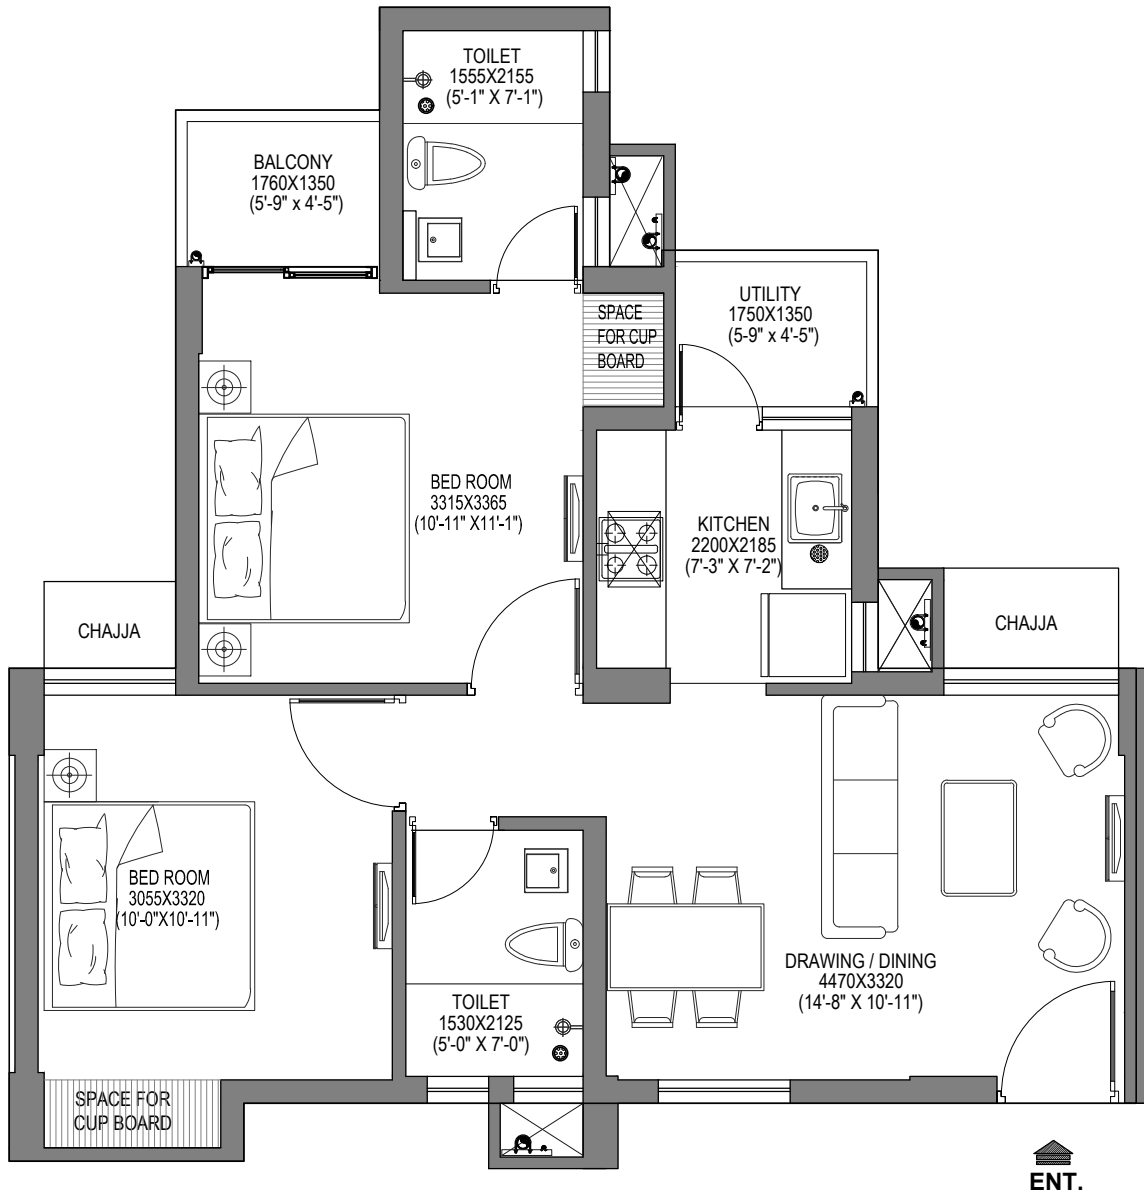 TOILET
1555X2155
(5'-1" X 7'-1")
BALCONY
1760X1350
(5'-9" x 4'-5")
UTILITY
1750X1350
(5-9" x 4'-5")
SPACE
FOR CUP
BOARD
BED ROOM
3315X3365
(10'-11" X11'-1")
KITCHEN
2200X2185
(7'-3" X 7'-2")
CHAJJA
CHAJJA
BED ROOM
3055X3320
(10'-0"X10'-11")
DRAWING / DINING
4470X3320
(14'-8" X 10'-11")
TOILET
1530X2125
(5'-0" X 7'-0")
SPACE FOR
CUP BOARD
ENT.